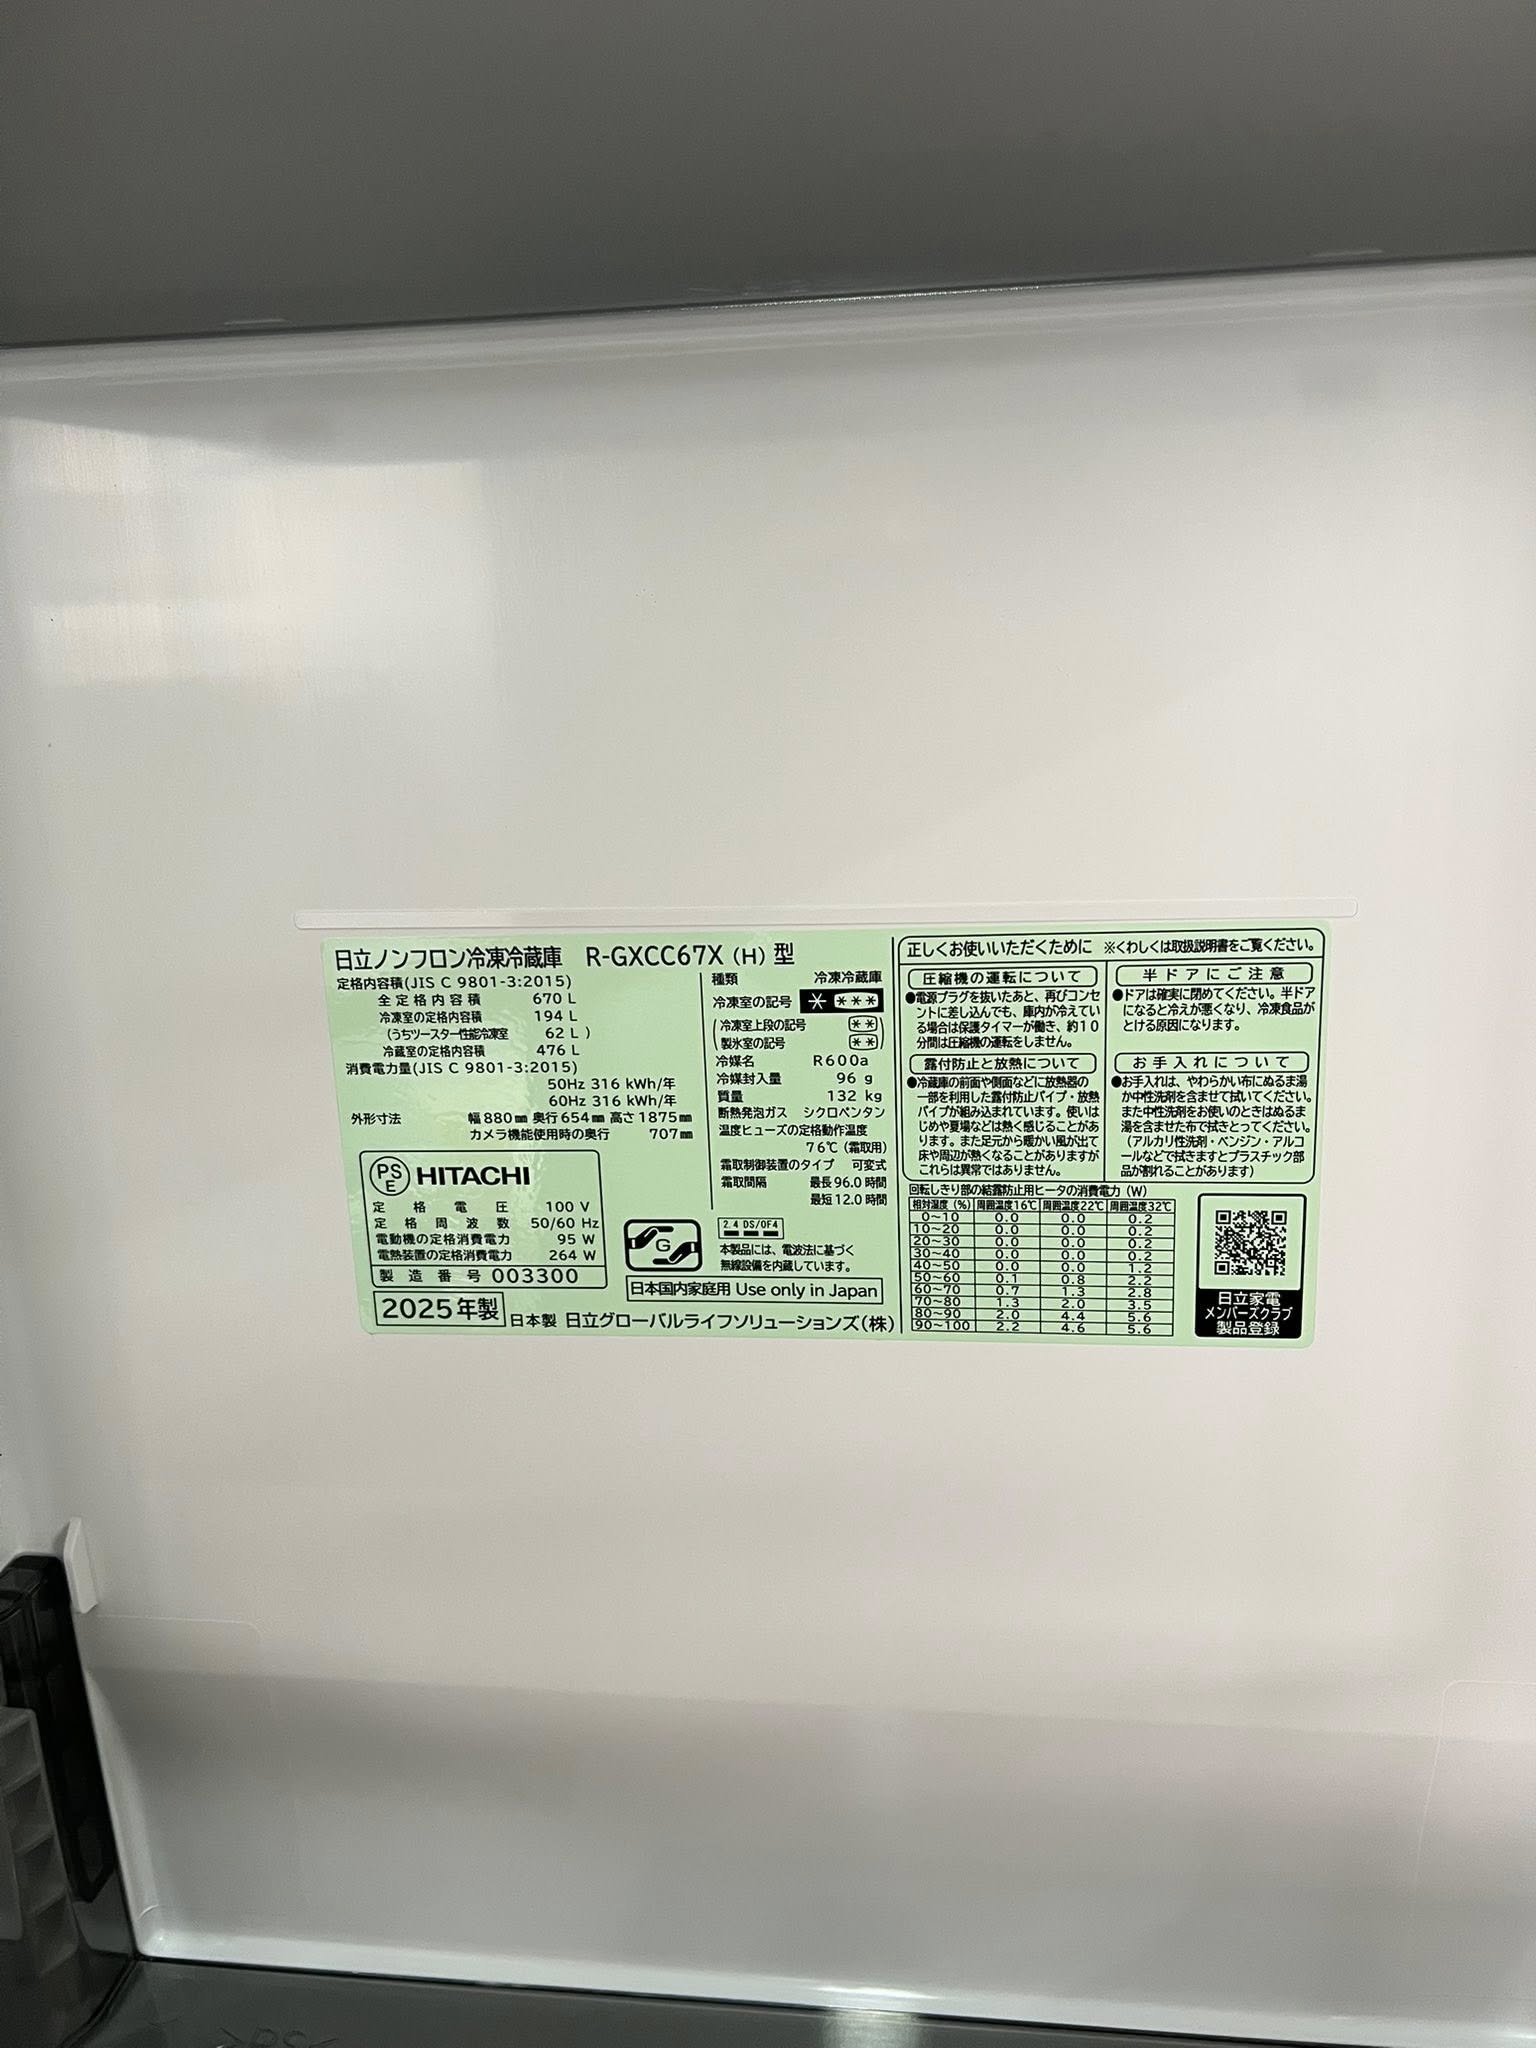 日立ノンフロン冷凍冷蔵庫 R-GXCC67X (H) 型
定格内容積(JIS C 9801-3:2015)
全定格内容積 670 L
冷凍室の定格内容積 194 L
(うちツースター性能冷凍室 62 L )
冷蔵室の定格内容積 476 L
消費電力量(JIS C 9801-3:2015)
50Hz 316 kWh/年
60Hz 316 kWh/年
外形寸法 幅 880㎜ 奥行 654㎜ 高さ 1875㎜
カメラ機能使用時の奥行 707㎜
PS E HITACHI
定格電圧 100 V
定格周波数 50/60 Hz
電動機の定格消費電力 95 W
電熱装置の定格消費電力 264 W
製造番号 003300
2025年製 日本製 日立グローバルライフソリューションズ(株)
種類 冷凍冷蔵庫
冷凍室の記号 * ***
(冷凍室上段の記号 **)
(製氷室の記号 **)
冷媒名 R600a
冷媒封入量 96 g
質量 132 kg
断熱発泡ガス シクロペンタン
温度ヒューズの定格動作温度
76℃ (霜取用)
霜取制御装置のタイプ 可変式
霜取間隔 最長 96.0 時間
最短 12.0 時間
G
2.4 DS/OF4
本製品には、電波法に基づく
無線設備を内蔵しています。
日本国内家庭用 Use only in Japan
正しくお使いいただくために ※くわしくは取扱説明書をご覧ください。
圧縮機の運転について
●電源プラグを抜いたあと、再びコンセ
ントに差し込んでも、庫内が冷えてい
る場合は保護タイマーが働き、約10
分間は圧縮機の運転をしません。
露付防止と放熱について
●冷蔵庫の前面や側面などに放熱器の
一部を利用した露付防止パイプ・放熱
パイプが組み込まれています。使いは
じめや夏場などは熱く感じることがあ
ります。また足元から暖かい風が出て
床や周辺が熱くなることがありますが
これらは異常ではありません。
半ドアにご注意
●ドアは確実に閉めてください。半ドア
になると冷えが悪くなり、冷凍食品が
とける原因になります。
お手入れについて
●お手入れは、やわらかい布にぬるま湯
か中性洗剤を含ませて拭いてください。
また中性洗剤をお使いのときはぬるま
湯を含ませた布で拭きとってください。
(アルカリ性洗剤・ベンジン・アルコ
ールなどで拭きますとプラスチック部
品が割れることがあります)
回転しきり部の結露防止用ヒータの消費電力 (W)
相対湿度 (%) 周囲温度16℃ 周囲温度22℃ 周囲温度32℃
0~10 0.0 0.0 0.2
10~20 0.0 0.0 0.2
20~30 0.0 0.0 0.2
30~40 0.0 0.0 0.2
40~50 0.0 0.0 1.2
50~60 0.1 0.8 2.2
60~70 0.7 1.3 2.8
70~80 1.3 2.0 3.5
80~90 2.0 4.4 5.6
90~100 2.2 4.6 5.6
日立家電
メンバーズクラブ
製品登録